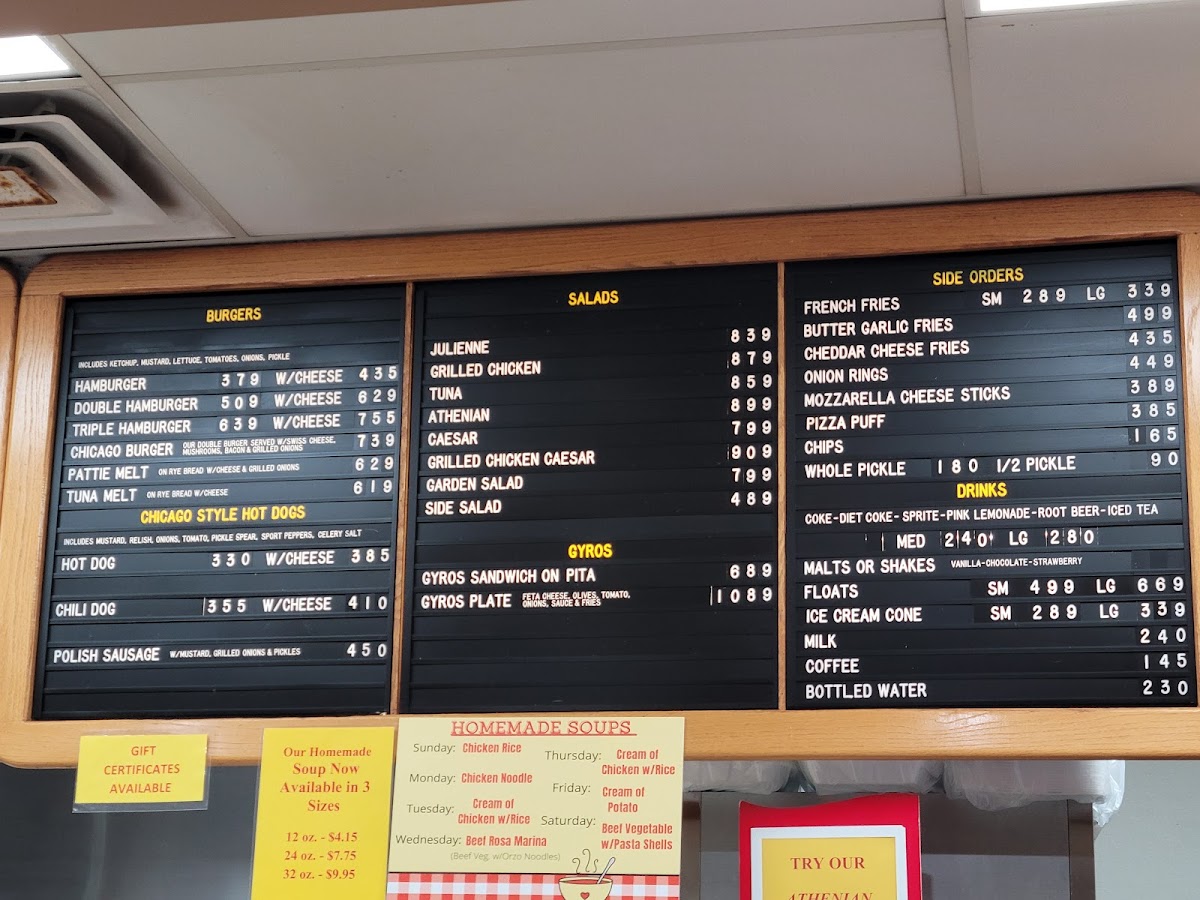 BURGERS
INCLUDES KETCHUP, MUSTARD, LETTUCE, TOMATOES, ONIONS, PICKLE
HAMBURGER 379 W/CHEESE 435
DOUBLE HAMBURGER 509 W/CHEESE 629
TRIPLE HAMBURGER 639 W/CHEESE 755
CHICAGO BURGER OUR DOUBLE BURGER SERVED W/SWISS CHEESE, 739
MUSHROOMS, BACON & GRILLED ONIONS
PATTIE MELT ON RYE BREAD W/CHEESE & GRILLED ONIONS 629
TUNA MELT ON RYE BREAD W/CHEESE 619
CHICAGO STYLE HOT DOGS
INCLUDES MUSTARD, RELISH, ONIONS, TOMATO, PICKLE SPEAR, SPORT PEPPERS, CELERY SALT
HOT DOG 330 W/CHEESE 385
CHILI DOG 355 W/CHEESE 410
POLISH SAUSAGE W/MUSTARD, GRILLED ONIONS & PICKLES 450
SALADS
JULIENNE 839
GRILLED CHICKEN 879
TUNA 859
ATHENIAN 899
CAESAR 799
GRILLED CHICKEN CAESAR 909
GARDEN SALAD 799
SIDE SALAD 489
GYROS
GYROS SANDWICH ON PITA 689
GYROS PLATE FETA CHEESE, OLIVES, TOMATO, 1089
ONIONS, SAUCE & FRIES
SIDE ORDERS
FRENCH FRIES SM 289 LG 339
BUTTER GARLIC FRIES 499
CHEDDAR CHEESE FRIES 435
ONION RINGS 449
MOZZARELLA CHEESE STICKS 389
PIZZA PUFF 385
CHIPS 165
WHOLE PICKLE 180 1/2 PICKLE 90
DRINKS
COKE-DIET COKE-SPRITE-PINK LEMONADE-ROOT BEER-ICED TEA
MED 240 LG 280
MALTS OR SHAKES VANILLA-CHOCOLATE-STRAWBERRY
FLOATS SM 499 LG 669
ICE CREAM CONE SM 289 LG 339
MILK 240
COFFEE 145
BOTTLED WATER 230
GIFT
CERTIFICATES
AVAILABLE
Our Homemade
Soup Now
Available in 3
Sizes
12 oz. - $4.15
24 oz. - $7.75
32 oz. - $9.95
HOMEMADE SOUPS
Sunday: Chicken Rice
Monday: Chicken Noodle
Tuesday: Cream of
Chicken w/Rice
Wednesday: Beef Rosa Marina
(Beef Veg. w/Orzo Noodles)
Thursday: Cream of
Chicken w/Rice
Friday: Cream of
Potato
Saturday: Beef Vegetable
w/Pasta Shells
TRY OUR
ATHENIAN